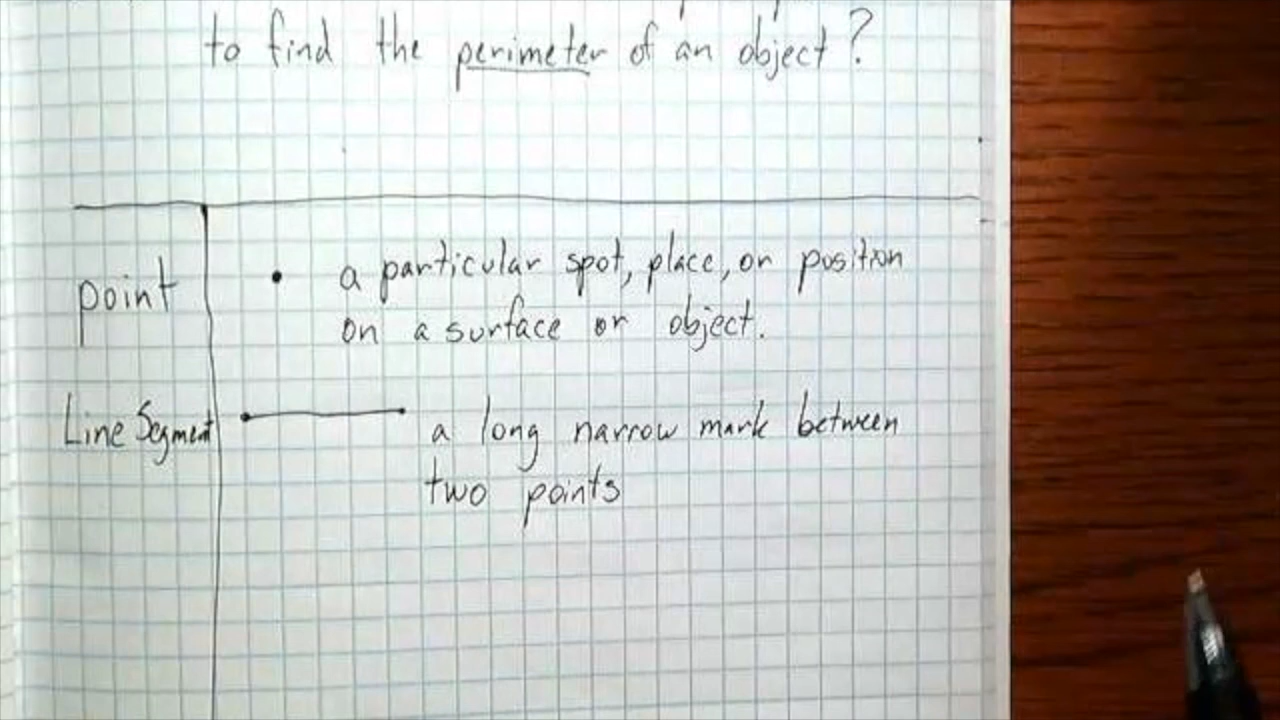 to find the perimeter of an object?
point
a particular spot, place, or position
on a surface or object.
Line Segment
a long narrow mark between
two points